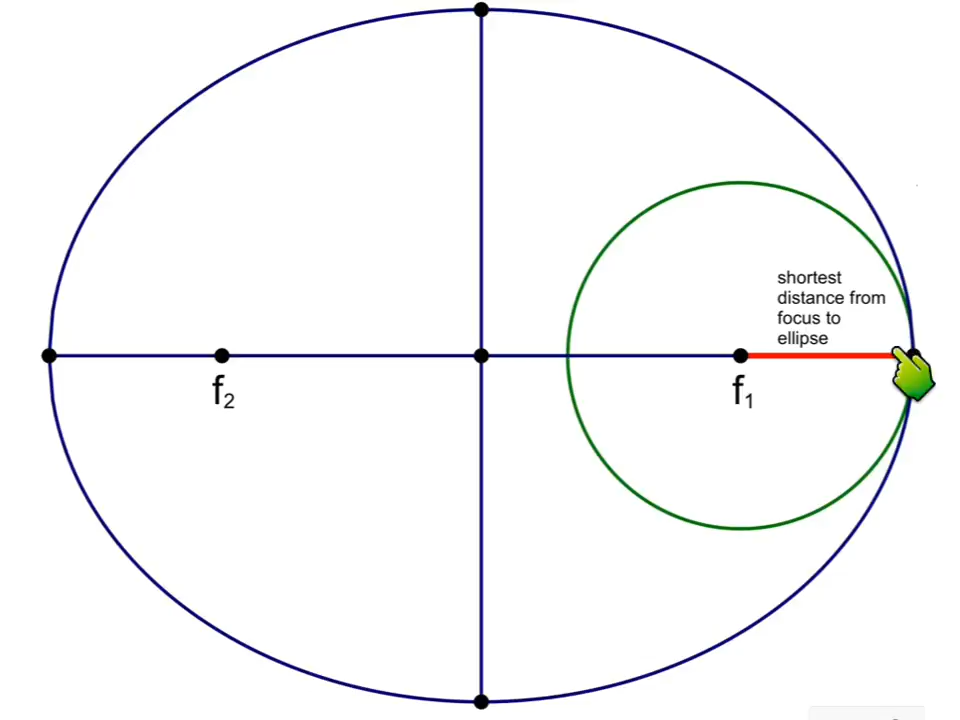 shortest
distance from
focus to
ellipse
f₂
f₁